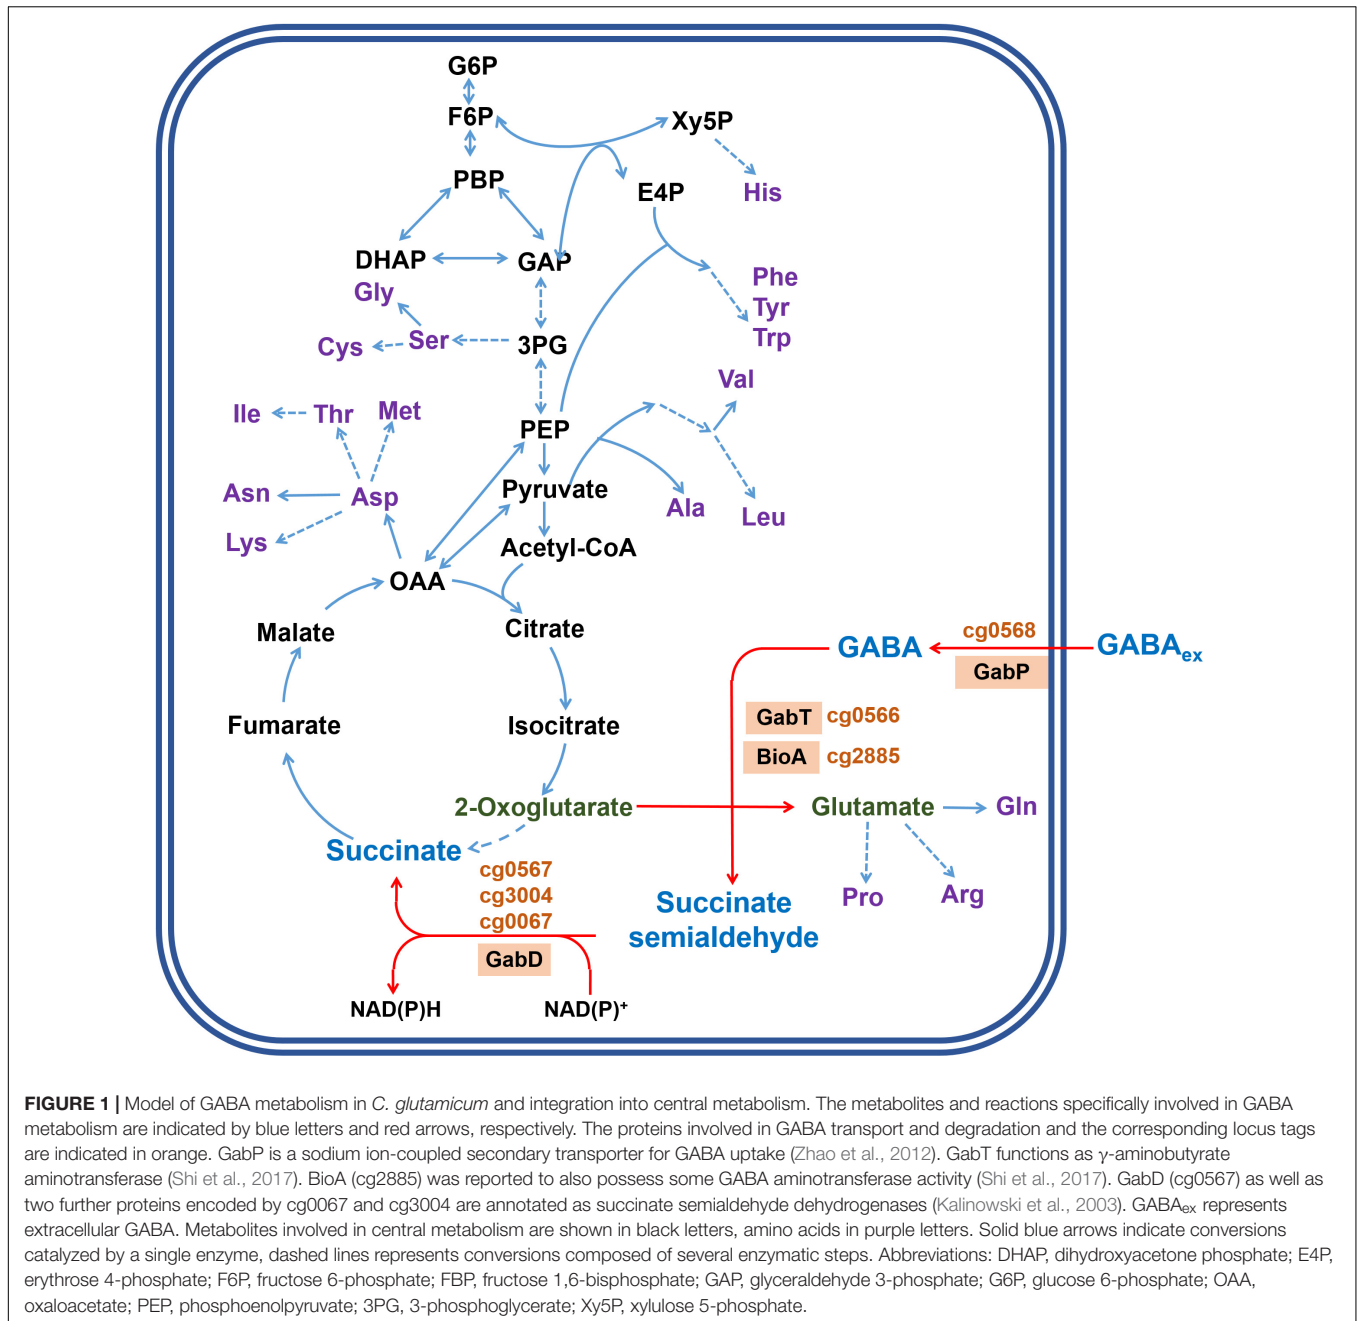 G6P
F6P
Xy5P
PBP
E4P
His
DHAP
GAP
Gly
Phe
Tyr
Trp
Cys
Ser
3PG
Val
Ile
Thr
Met
PEP
Asn
Asp
Pyruvate
Ala
Leu
Lys
Acetyl-CoA
OAA
Malate
Citrate
cg0568
GABA
GABAex
GabP
Fumarate
Isocitrate
GabT cg0566
BioA cg2885
2-Oxoglutarate
Glutamate
Gln
Succinate
cg0567
cg3004
cg0067
GabD
Succinate
semialdehyde
Pro
Arg
NAD(P)H
NAD(P)+
FIGURE 1 | Model of GABA metabolism in C. glutamicum and integration into central metabolism. The metabolites and reactions specifically involved in GABA
metabolism are indicated by blue letters and red arrows, respectively. The proteins involved in GABA transport and degradation and the corresponding locus tags
are indicated in orange. GabP is a sodium ion-coupled secondary transporter for GABA uptake (Zhao et al., 2012). GabT functions as γ-aminobutyrate
aminotransferase (Shi et al., 2017). BioA (cg2885) was reported to also possess some GABA aminotransferase activity (Shi et al., 2017). GabD (cg0567) as well as
two further proteins encoded by cg0067 and cg3004 are annotated as succinate semialdehyde dehydrogenases (Kalinowski et al., 2003). GABAex represents
extracellular GABA. Metabolites involved in central metabolism are shown in black letters, amino acids in purple letters. Solid blue arrows indicate conversions
catalyzed by a single enzyme, dashed lines represents conversions composed of several enzymatic steps. Abbreviations: DHAP, dihydroxyacetone phosphate; E4P,
erythrose 4-phosphate; F6P, fructose 6-phosphate; FBP, fructose 1,6-bisphosphate; GAP, glyceraldehyde 3-phosphate; G6P, glucose 6-phosphate; OAA,
oxaloacetate; PEP, phosphoenolpyruvate; 3PG, 3-phosphoglycerate; Xy5P, xylulose 5-phosphate.